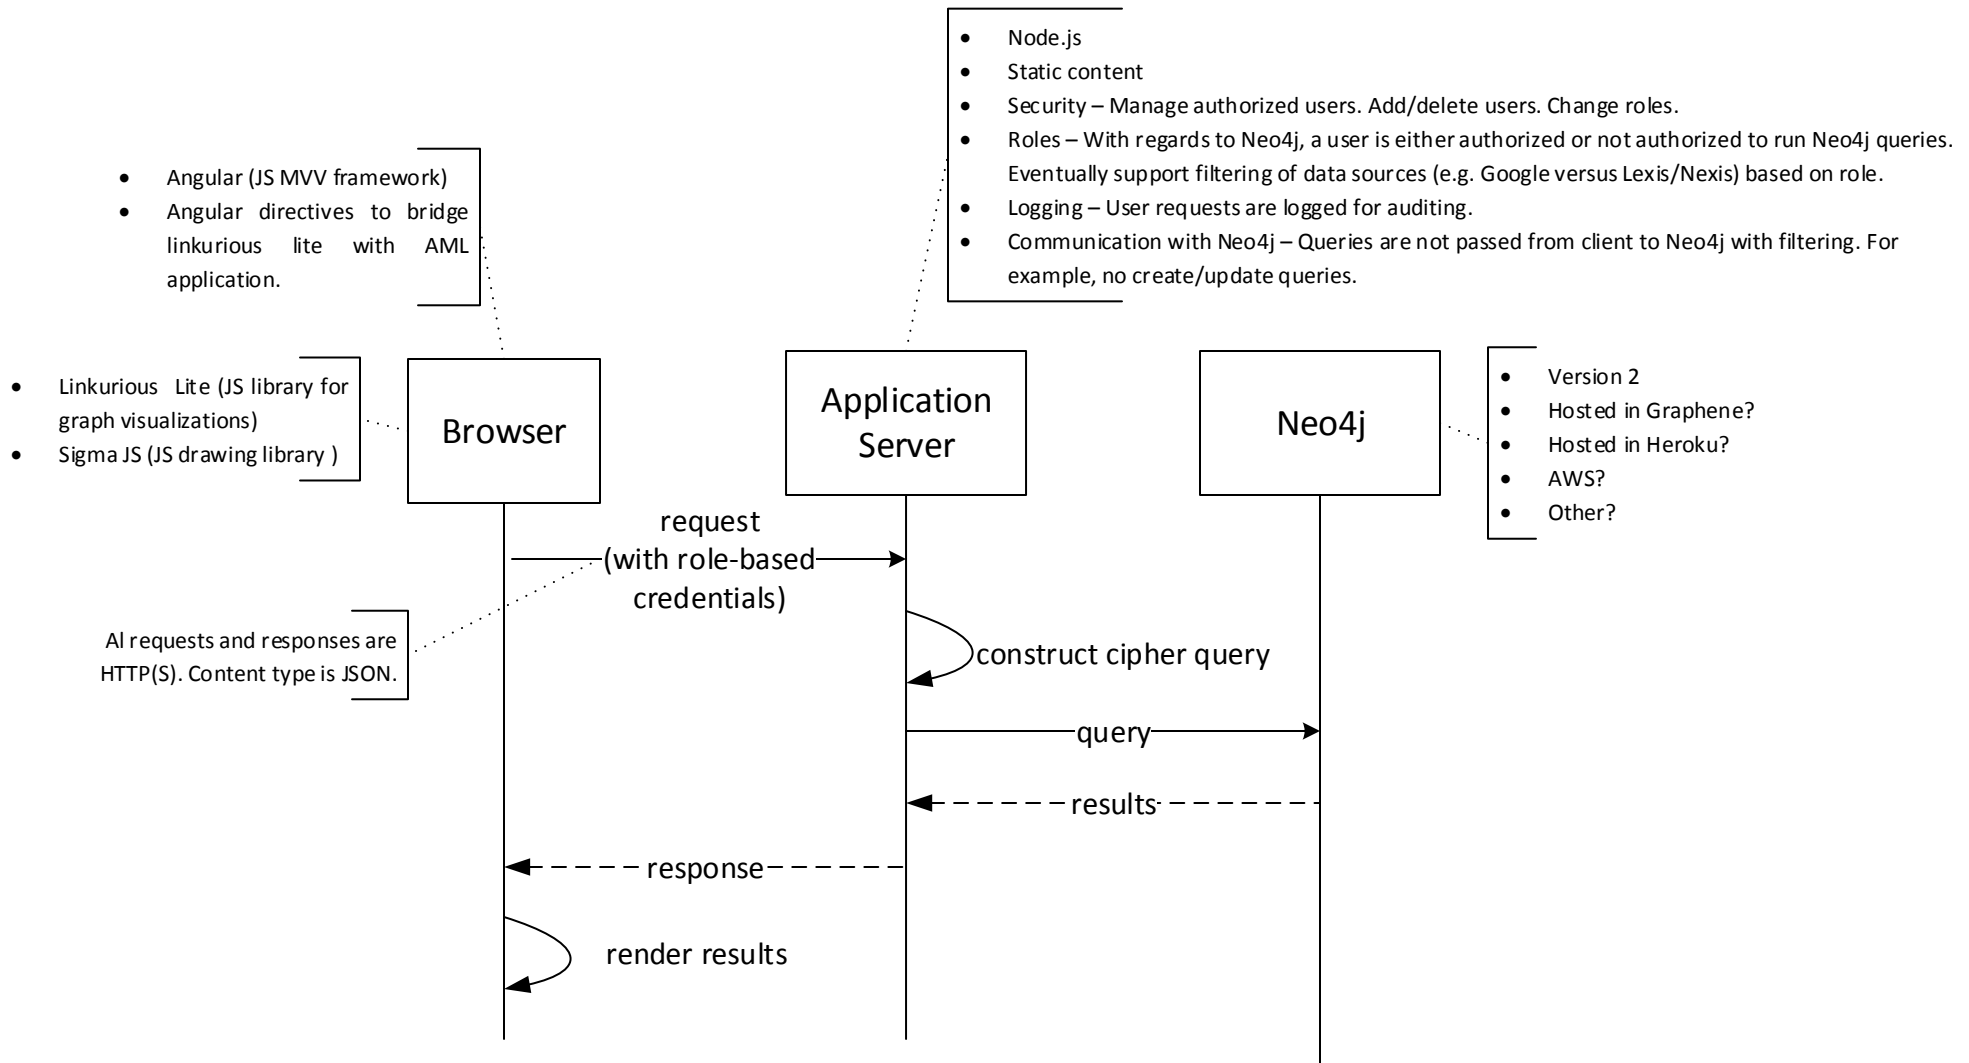 • Node.js
• Static content
• Security – Manage authorized users. Add/delete users. Change roles.
• Roles – With regards to Neo4j, a user is either authorized or not authorized to run Neo4j queries.
Eventually support filtering of data sources (e.g. Google versus Lexis/Nexis) based on role.
• Logging – User requests are logged for auditing.
• Communication with Neo4j – Queries are not passed from client to Neo4j with filtering. For
example, no create/update queries.
• Angular (JS MVV framework)
• Angular directives to bridge
linkurious lite with AML
application.
• Linkurious Lite (JS library for
graph visualizations)
• Sigma JS (JS drawing library )
Browser
Application
Server
Neo4j
• Version 2
• Hosted in Graphene?
• Hosted in Heroku?
• AWS?
• Other?
request
(with role-based
credentials)
Al requests and responses are
HTTP(S). Content type is JSON.
construct cipher query
query
results
response
render results